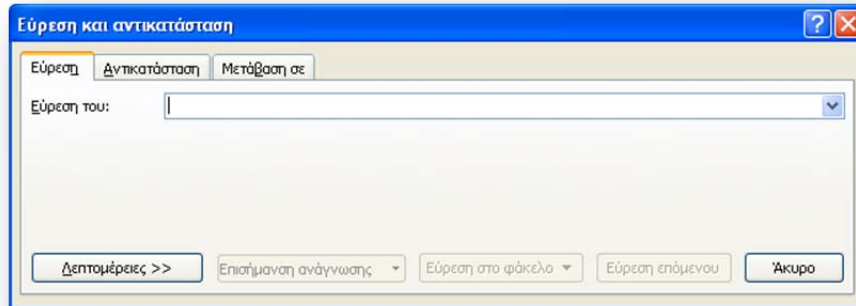 Εύρεση και αντικατάσταση
Εύρεση Αντικατάσταση Μετάβαση σε
Εύρεση του:
Λεπτομέρειες >> Επισήμανση ανάγνωσης Εύρεση στο φάκελο Εύρεση επόμενου Άκυρο